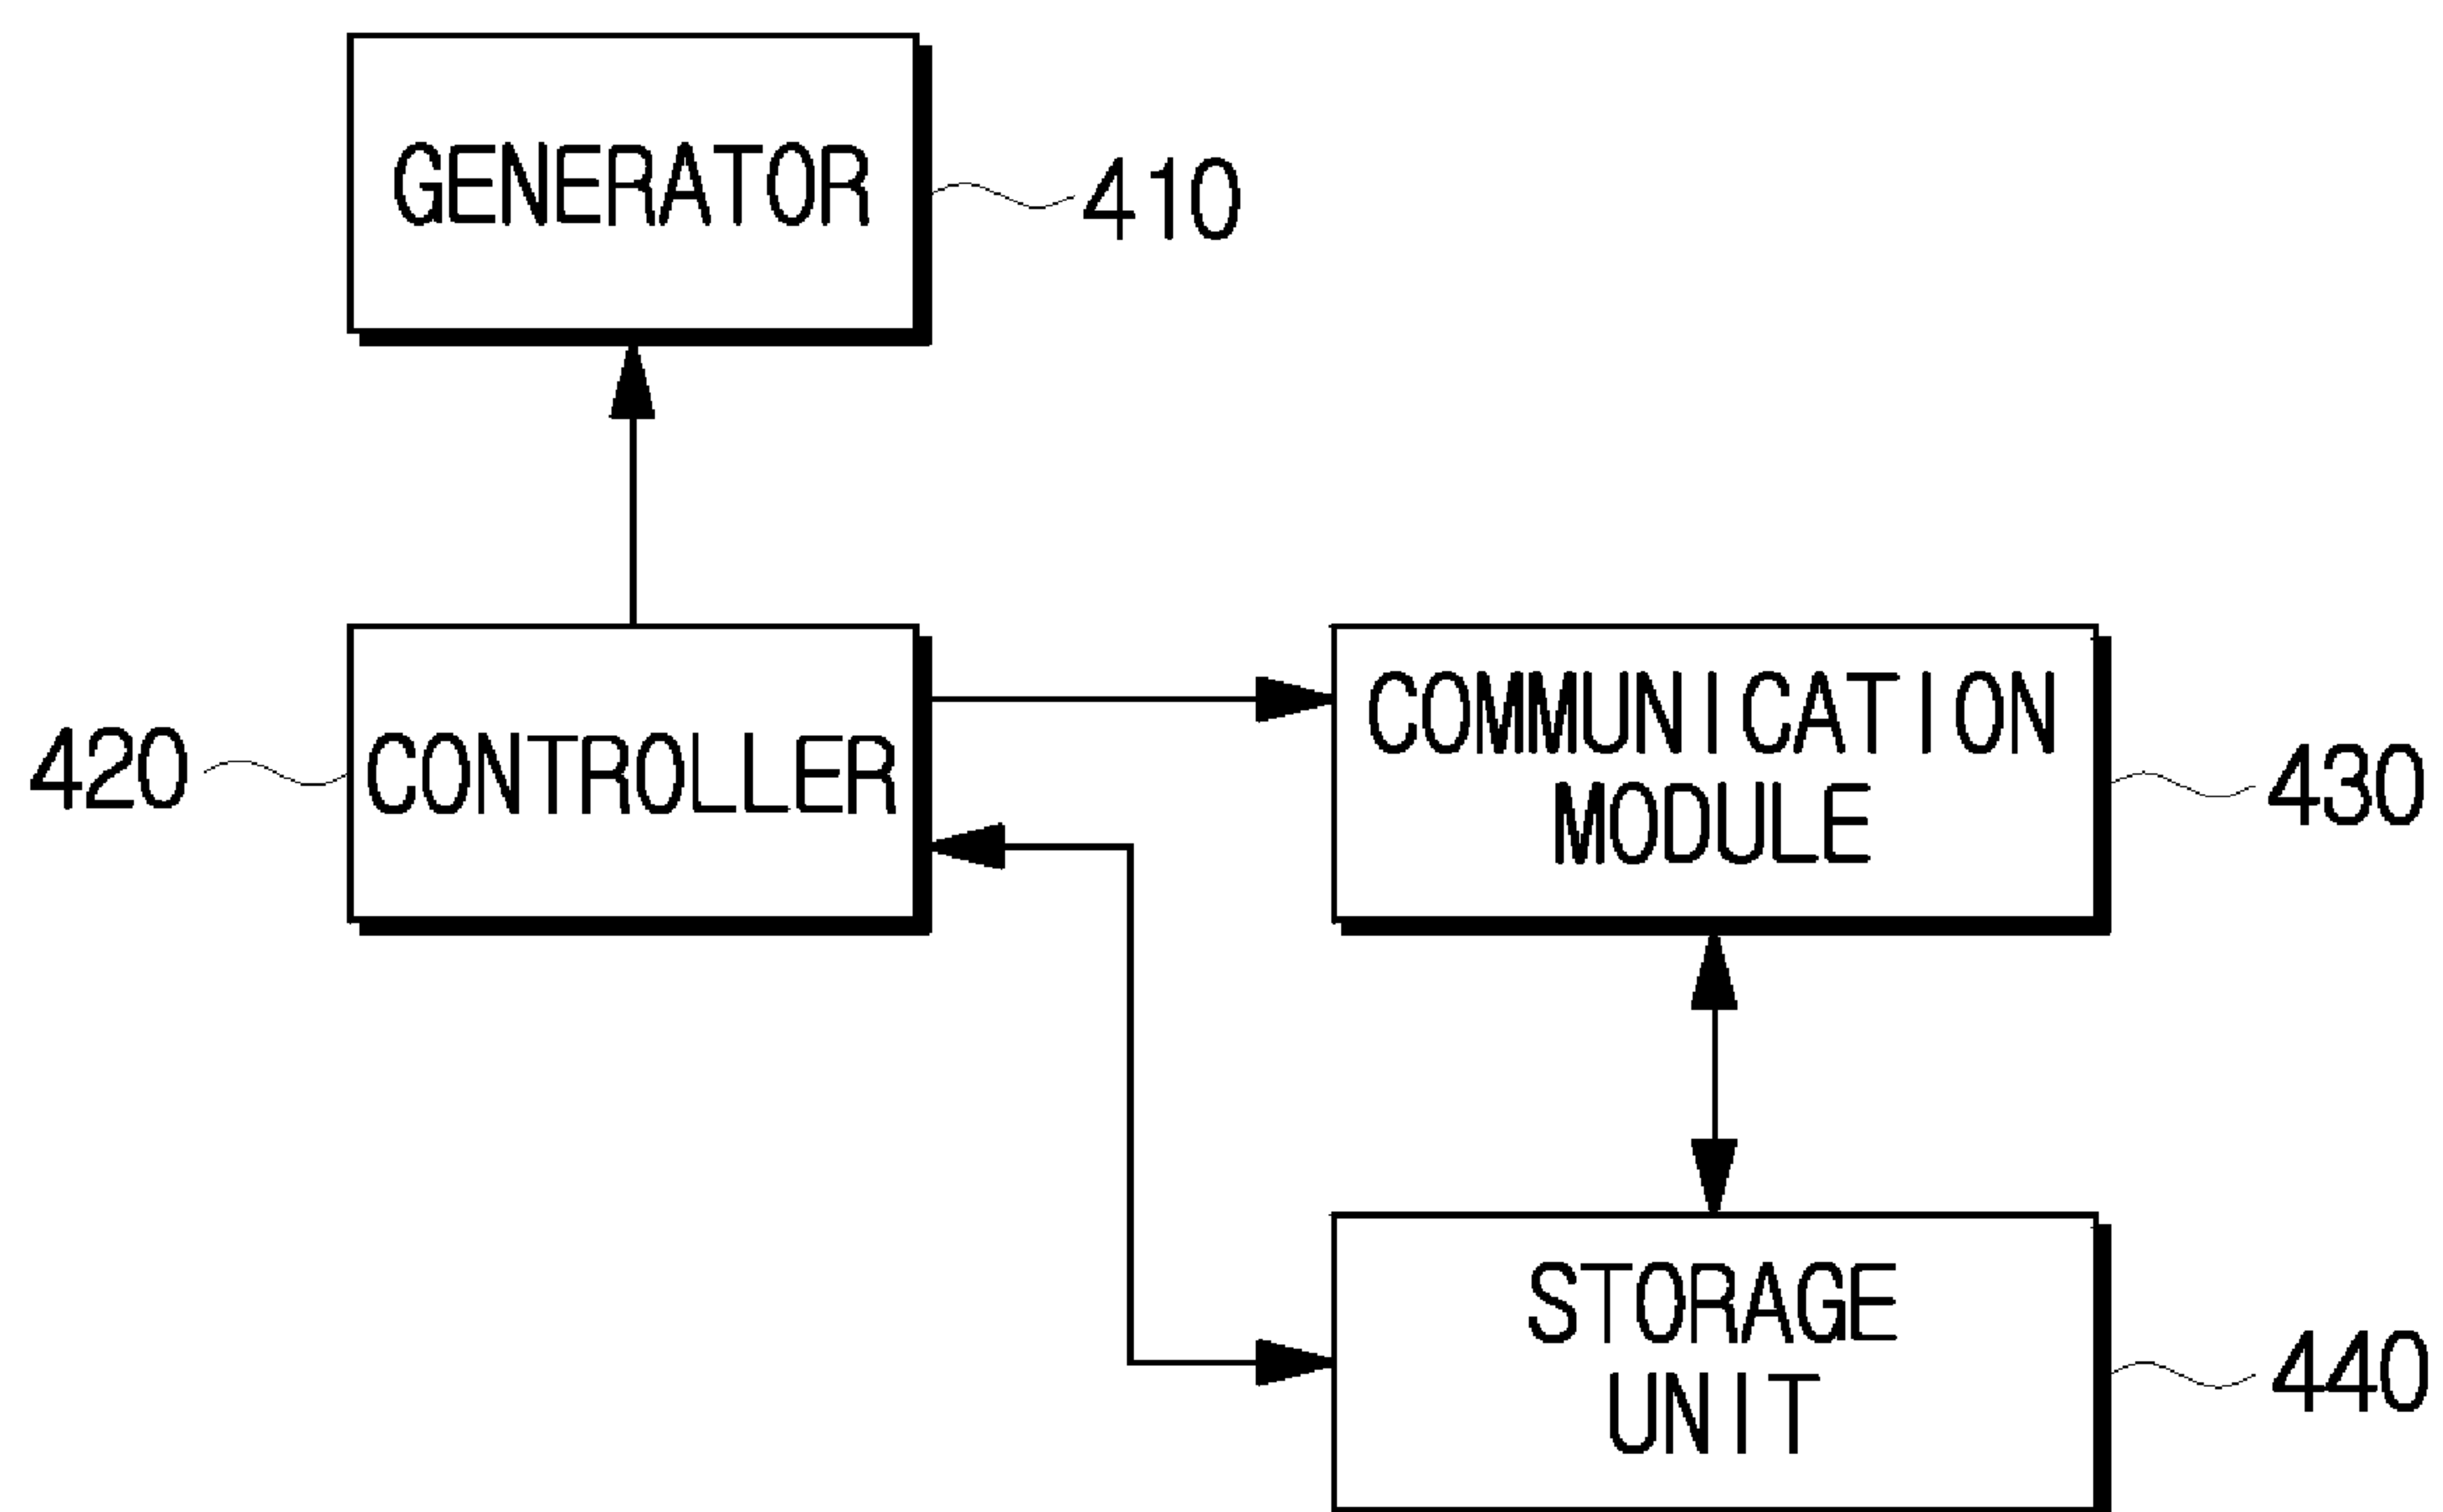 GENERATOR
410
420
CONTROLLER
COMMUNICATION
MODULE
430
STORAGE
UNIT
440